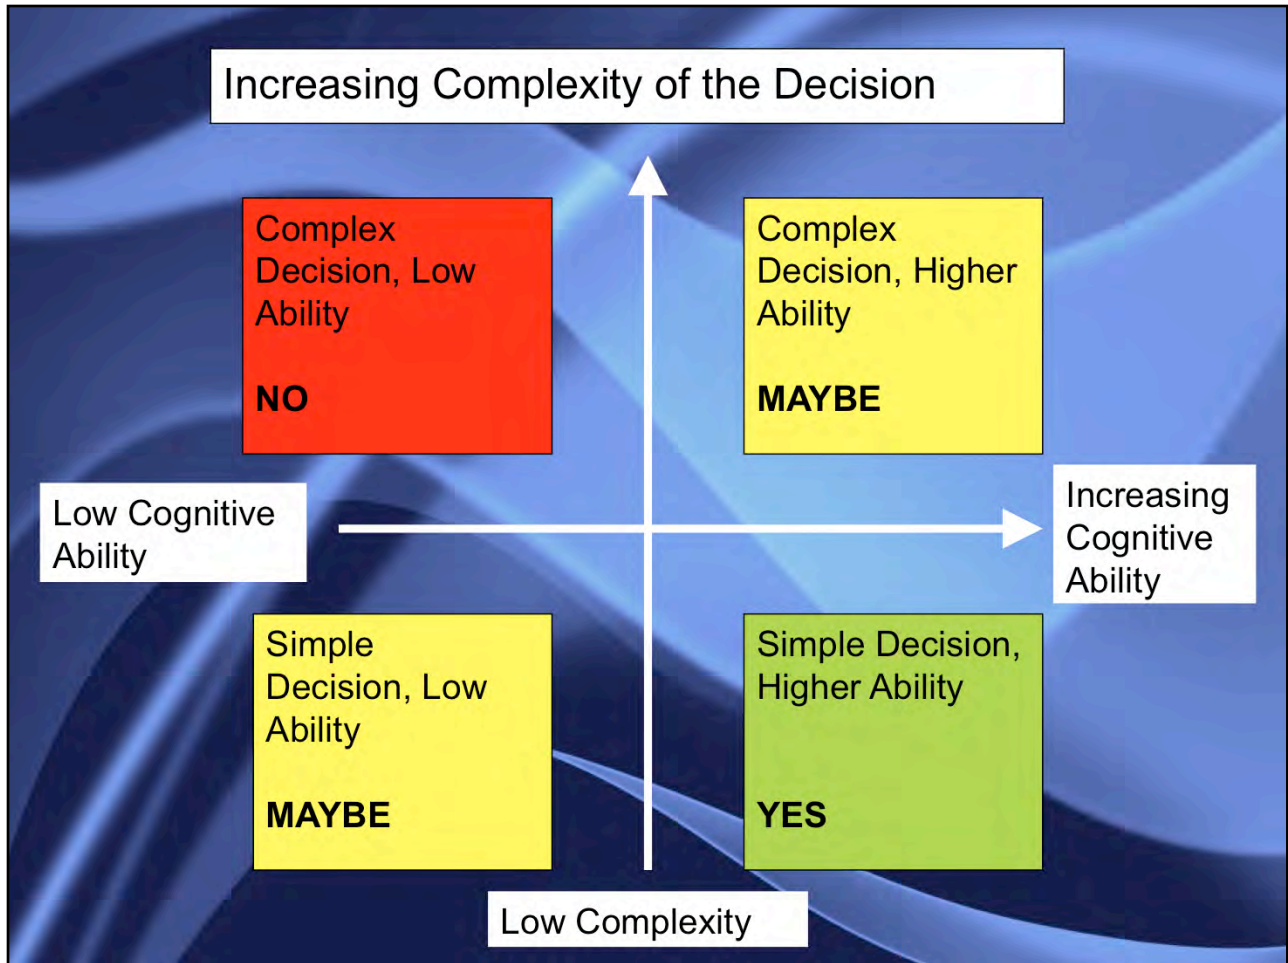 Increasing Complexity of the Decision
Complex
Decision, Low
Ability
NO
Complex
Decision, Higher
Ability
MAYBE
Low Cognitive
Ability
Increasing
Cognitive
Ability
Simple
Decision, Low
Ability
MAYBE
Simple Decision,
Higher Ability
YES
Low Complexity